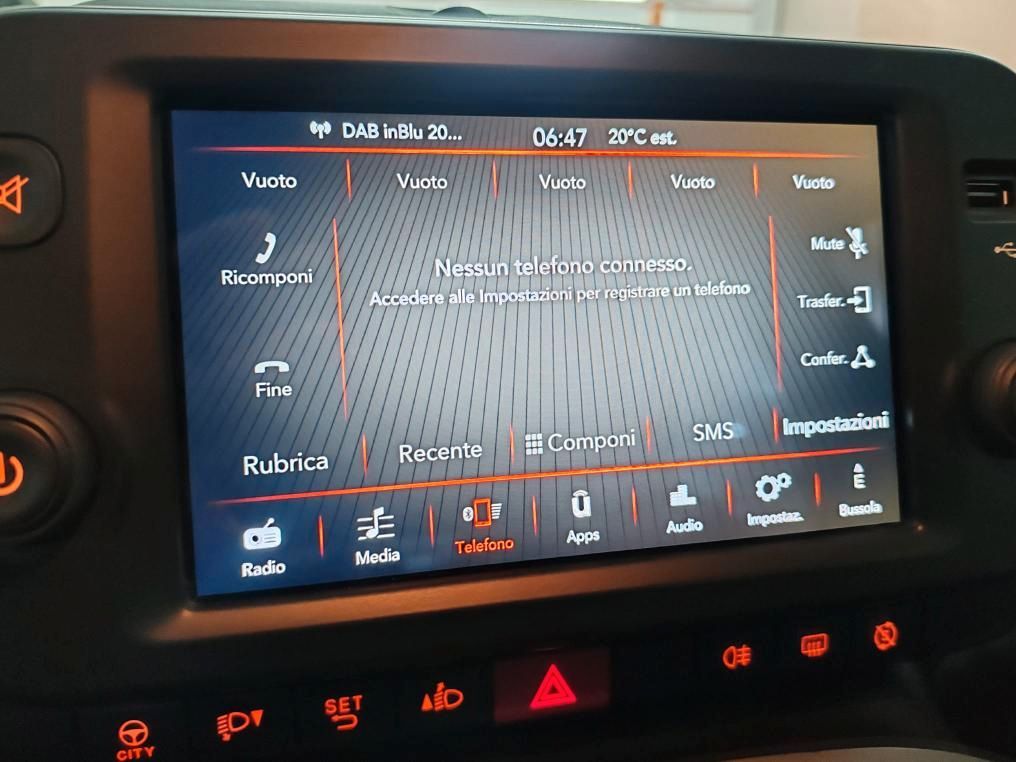 DAB inBlu 20... 06:47 20°C est.
Vuoto Vuoto Vuoto Vuoto Vuoto
Ricomponi
Nessun telefono connesso.
Accedere alle Impostazioni per registrare un telefono
Mute
Trasfer.
Confer.
Fine
Rubrica Recente Componi SMS Impostazioni
Radio Media Telefono Apps Audio Impostaz. Bussola
E
SET
CITY